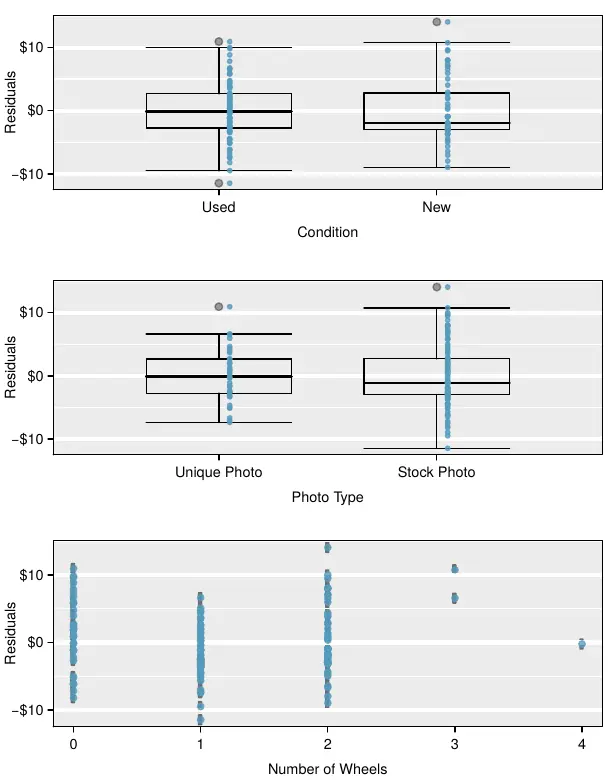 $10
$0
−$10
Residuals
Used New
Condition
$10
$0
−$10
Residuals
Unique Photo Stock Photo
Photo Type
$10
$0
−$10
Residuals
0 1 2 3 4
Number of Wheels